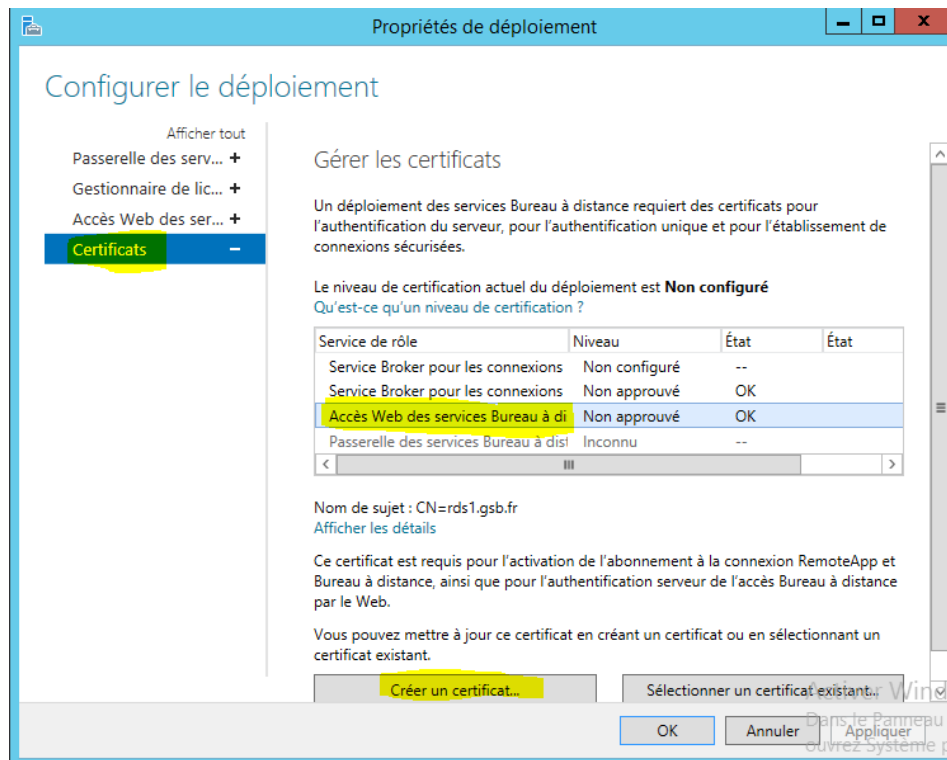 Propriétés de déploiement
Configurer le déploiement
Afficher tout
Passerelle des serv... +
Gestionnaire de lic... +
Accès Web des ser... +
Certificats –
Gérer les certificats
Un déploiement des services Bureau à distance requiert des certificats pour
l'authentification du serveur, pour l'authentification unique et pour l'établissement de
connexions sécurisées.
Le niveau de certification actuel du déploiement est Non configuré
Qu'est-ce qu'un niveau de certification ?
Service de rôle Niveau État État
Service Broker pour les connexions Non configuré --
Service Broker pour les connexions Non approuvé OK
Accès Web des services Bureau à di Non approuvé OK
Passerelle des services Bureau à dist Inconnu --
Nom de sujet : CN=rds1.gsb.fr
Afficher les détails
Ce certificat est requis pour l'activation de l'abonnement à la connexion RemoteApp et
Bureau à distance, ainsi que pour l'authentification serveur de l'accès Bureau à distance
par le Web.
Vous pouvez mettre à jour ce certificat en créant un certificat ou en sélectionnant un
certificat existant.
Créer un certificat... Sélectionner un certificat existant...
Activer Wind
OK Annuler Appliquer
Dans le Panneau
ouvrez Système p